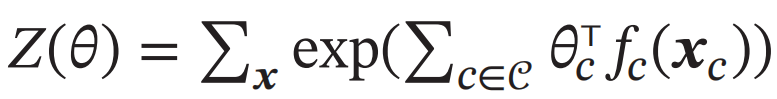 Z(θ) = ∑_𝒙 exp(∑_{c∈𝒞} θ_c^⊤ f_c(𝒙_c))